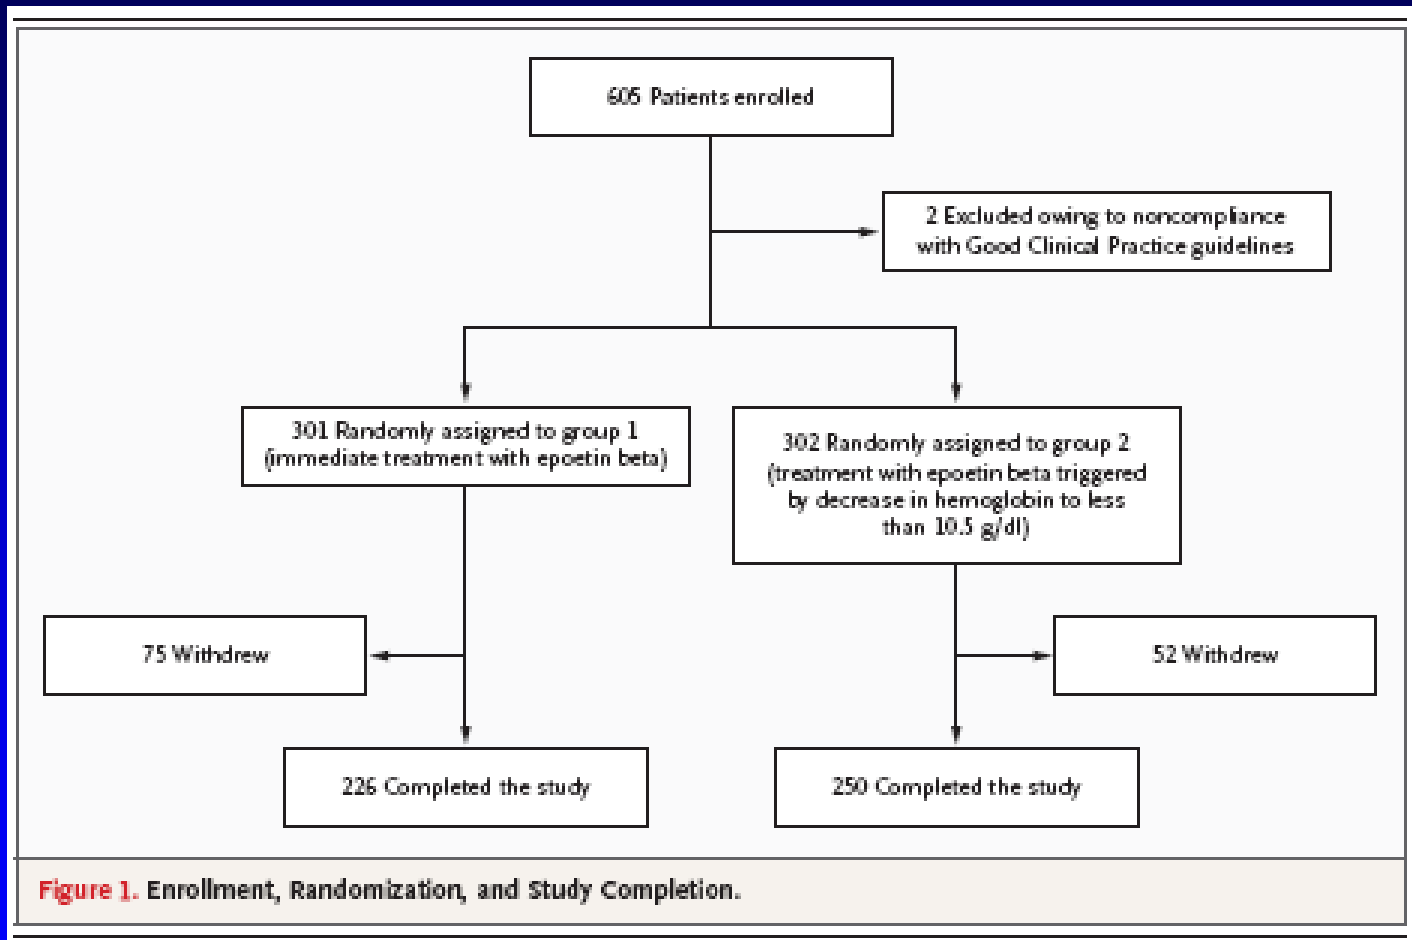 605 Patients enrolled
2 Excluded owing to noncompliance
with Good Clinical Practice guidelines
301 Randomly assigned to group 1
(immediate treatment with epoetin beta)
302 Randomly assigned to group 2
(treatment with epoetin beta triggered
by decrease in hemoglobin to less
than 10.5 g/dl)
75 Withdrew
52 Withdrew
226 Completed the study
250 Completed the study
Figure 1. Enrollment, Randomization, and Study Completion.